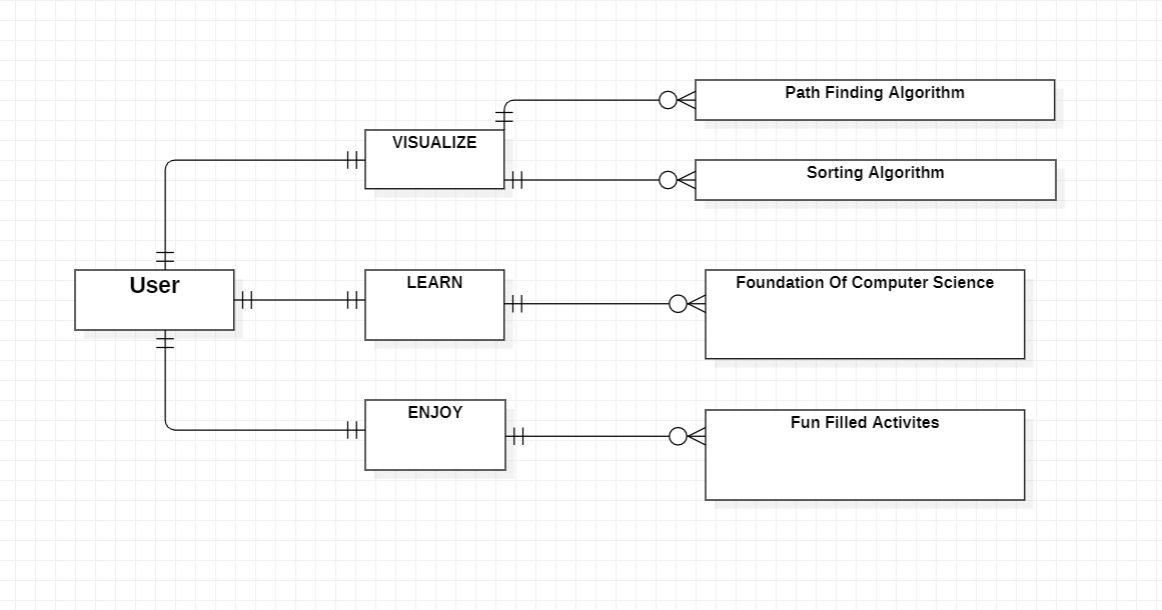 Path Finding Algorithm
VISUALIZE
Sorting Algorithm
User
LEARN
Foundation Of Computer Science
ENJOY
Fun Filled Activites